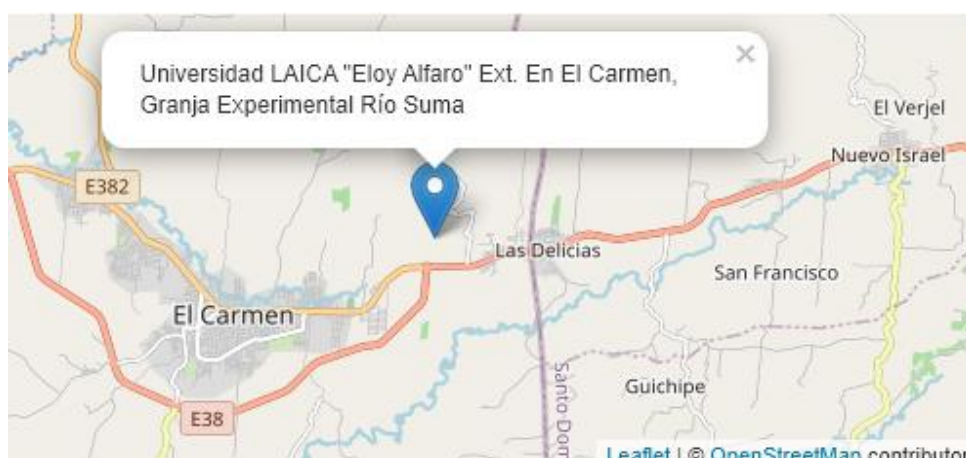 Universidad LAICA "Eloy Alfaro" Ext. En El Carmen,
Granja Experimental Río Suma
×
El Verjel
Nuevo Israel
E382
Las Delicias
San Francisco
El Carmen
Güichipe
Santo Dom
E38
Leaflet | © OpenStreetMap contributor